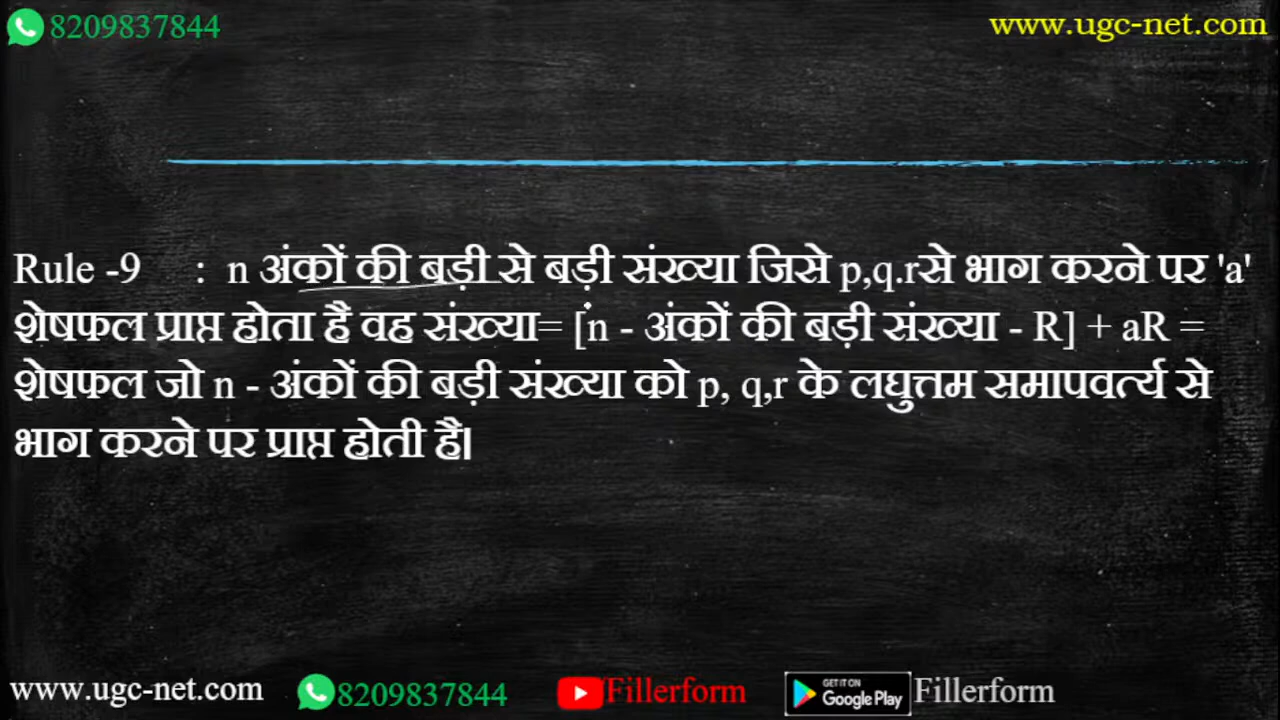 8209837844
www.ugc-net.com
Rule -9 : n अंकों की बड़ी से बड़ी संख्या जिसे p,q.rसे भाग करने पर 'a'
शेषफल प्राप्त होता है वह संख्या= [n - अंकों की बड़ी संख्या - R] + aR =
शेषफल जो n - अंकों की बड़ी संख्या को p, q,r के लघुत्तम समापवर्त्य से
भाग करने पर प्राप्त होती है।
www.ugc-net.com
8209837844
Fillerform
GET IT ON
Google Play
Fillerform